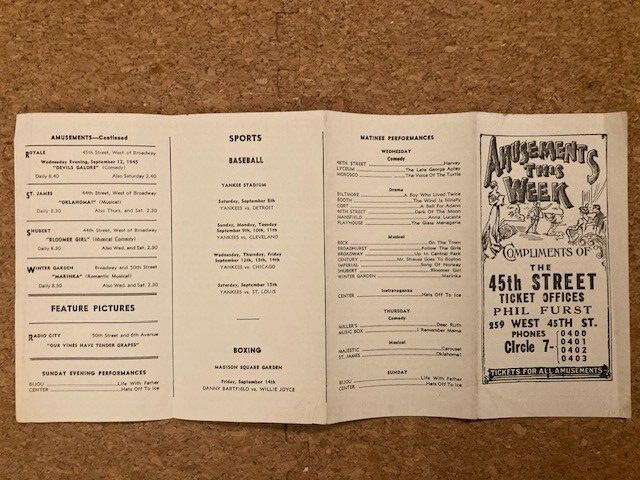 AMUSEMENTS—Continued
ROYALE 45th Street, West of Broadway
Wednesday Evening, September 12, 1945
"DEVILS GALORE" (Comedy)
Daily 8.40 Also Saturday 2.40
ST. JAMES 44th Street, West of Broadway
"OKLAHOMA!" (Musical)
Daily 8.30 Also Thurs. and Sat. 2.30
SHUBERT 44th Street, West of Broadway
"BLOOMER GIRL" (Musical Comedy)
Daily 8.30 Also Wed. and Sat. 2.30
WINTER GARDEN Broadway and 50th Street
"MARINKA" (Romantic Musical)
Daily 8.30 Also Wed. and Sat. 2.30
FEATURE PICTURES
RADIO CITY 50th Street and 6th Avenue
"OUR VINES HAVE TENDER GRAPES"
SUNDAY EVENING PERFORMANCES
BIJOU Life With Father
CENTER Hats Off To Ice
SPORTS
BASEBALL
YANKEE STADIUM
Saturday, September 8th
YANKEES vs. DETROIT
Sunday, Monday, Tuesday
September 9th, 10th, 11th
YANKEES vs. CLEVELAND
Wednesday, Thursday, Friday
September 12th, 13th, 14th
YANKEES vs. CHICAGO
Saturday, September 15th
YANKEES vs. ST. LOUIS
BOXING
MADISON SQUARE GARDEN
Friday, September 14th
DANNY BARTFIELD vs. WILLIE JOYCE
MATINEE PERFORMANCES
WEDNESDAY
Comedy
48TH STREET Harvey
LYCEUM The Late George Apley
MOROSCO The Voice Of The Turtle
Drama
BILTMORE A Boy Who Lived Twice
BOOTH The Wind Is Ninety
CORT A Bell For Adano
46TH STREET Dark Of The Moon
MANSFIELD Anna Lucasta
PLAYHOUSE The Glass Menagerie
Musical
BECK On The Town
BROADHURST Follow The Girls
BROADWAY Up In Central Park
CENTURY Mr. Strauss Goes To Boston
IMPERIAL Song Of Norway
SHUBERT Bloomer Girl
WINTER GARDEN Marinka
Icetravaganza
CENTER Hats Off To Ice
THURSDAY
Comedy
MILLER'S Dear Ruth
MUSIC BOX I Remember Mama
Musical
MAJESTIC Carousel
ST. JAMES Oklahoma!
SUNDAY
BIJOU Life With Father
CENTER Hats Off To Ice
AMUSEMENTS
THIS
WEEK
COMPLIMENTS OF
THE
45th STREET
TICKET OFFICES
PHIL FURST
259 WEST 45TH ST.
PHONES
CIrcle 7-
0400
0401
0402
0403
TICKETS FOR ALL AMUSEMENTS